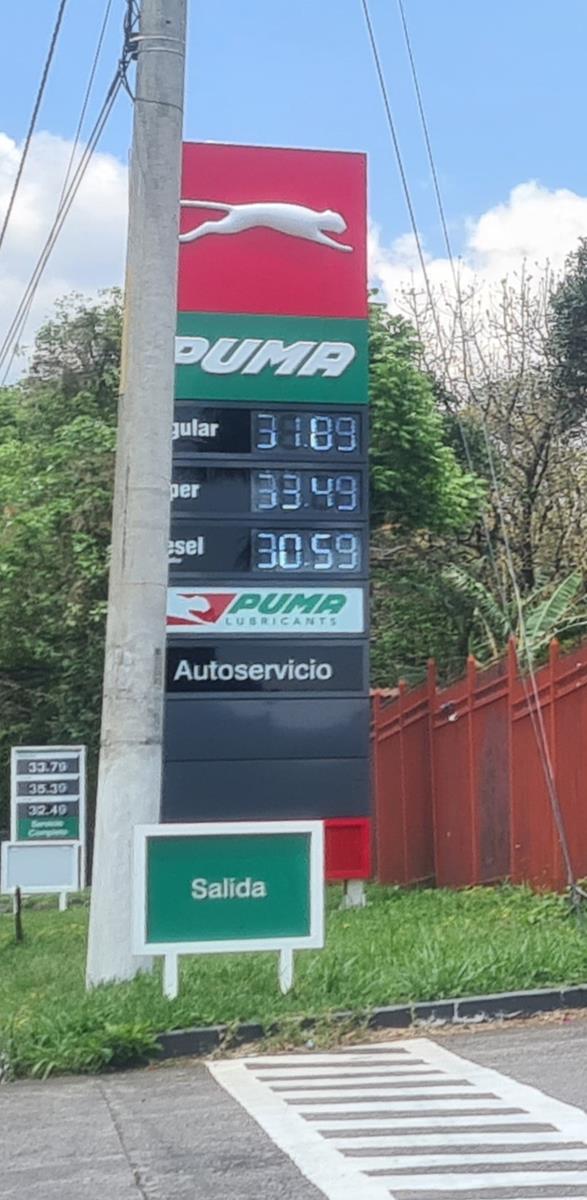 PUMA
gular 31.89
per 33.49
esel 30.59
PUMA
LUBRICANTS
Autoservicio
33.79
35.39
32.49
Servicio
Completo
Salida